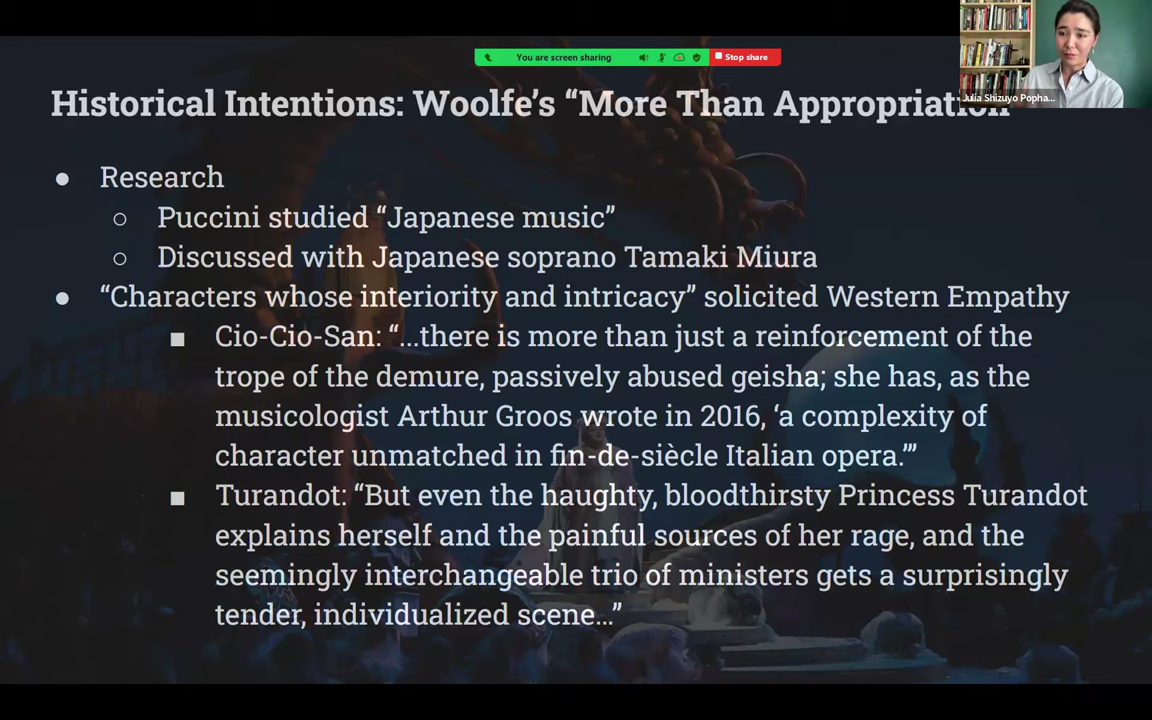 You are screen sharing
Stop share
Julia Shizuyo Popha...
Historical Intentions: Woolfe’s “More Than Appropriation”
● Research
○ Puccini studied “Japanese music”
○ Discussed with Japanese soprano Tamaki Miura
● “Characters whose interiority and intricacy” solicited Western Empathy
■ Cio-Cio-San: “...there is more than just a reinforcement of the
trope of the demure, passively abused geisha; she has, as the
musicologist Arthur Groos wrote in 2016, ‘a complexity of
character unmatched in fin-de-siècle Italian opera.’”
■ Turandot: “But even the haughty, bloodthirsty Princess Turandot
explains herself and the painful sources of her rage, and the
seemingly interchangeable trio of ministers gets a surprisingly
tender, individualized scene...”